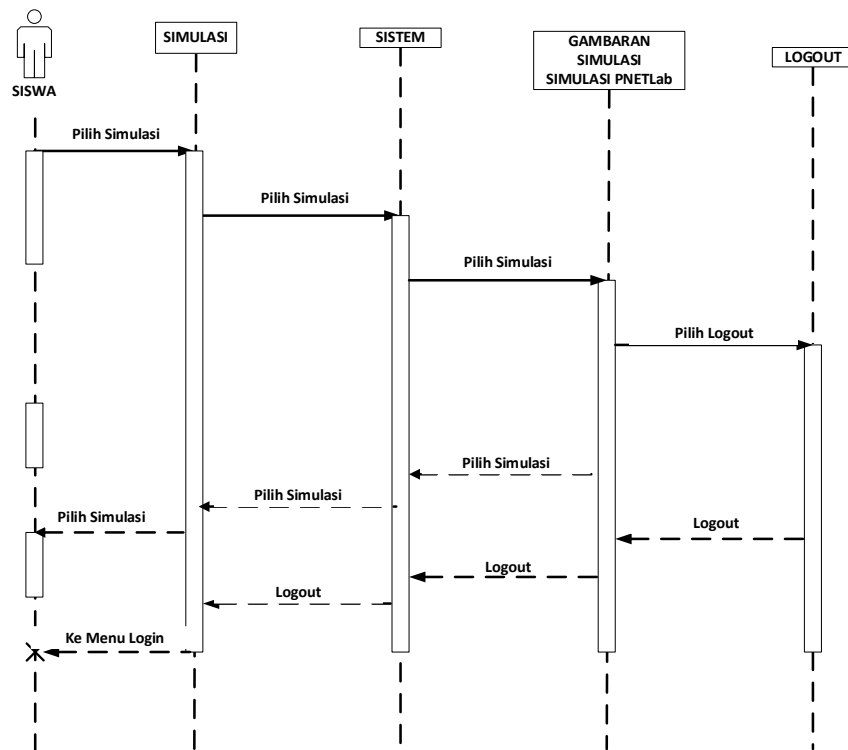 SISWA
SIMULASI
SISTEM
GAMBARAN
SIMULASI
SIMULASI PNETLab
LOGOUT
Pilih Simulasi
Pilih Simulasi
Pilih Simulasi
Pilih Logout
Pilih Simulasi
Pilih Simulasi
Pilih Simulasi
Logout
Logout
Logout
Ke Menu Login